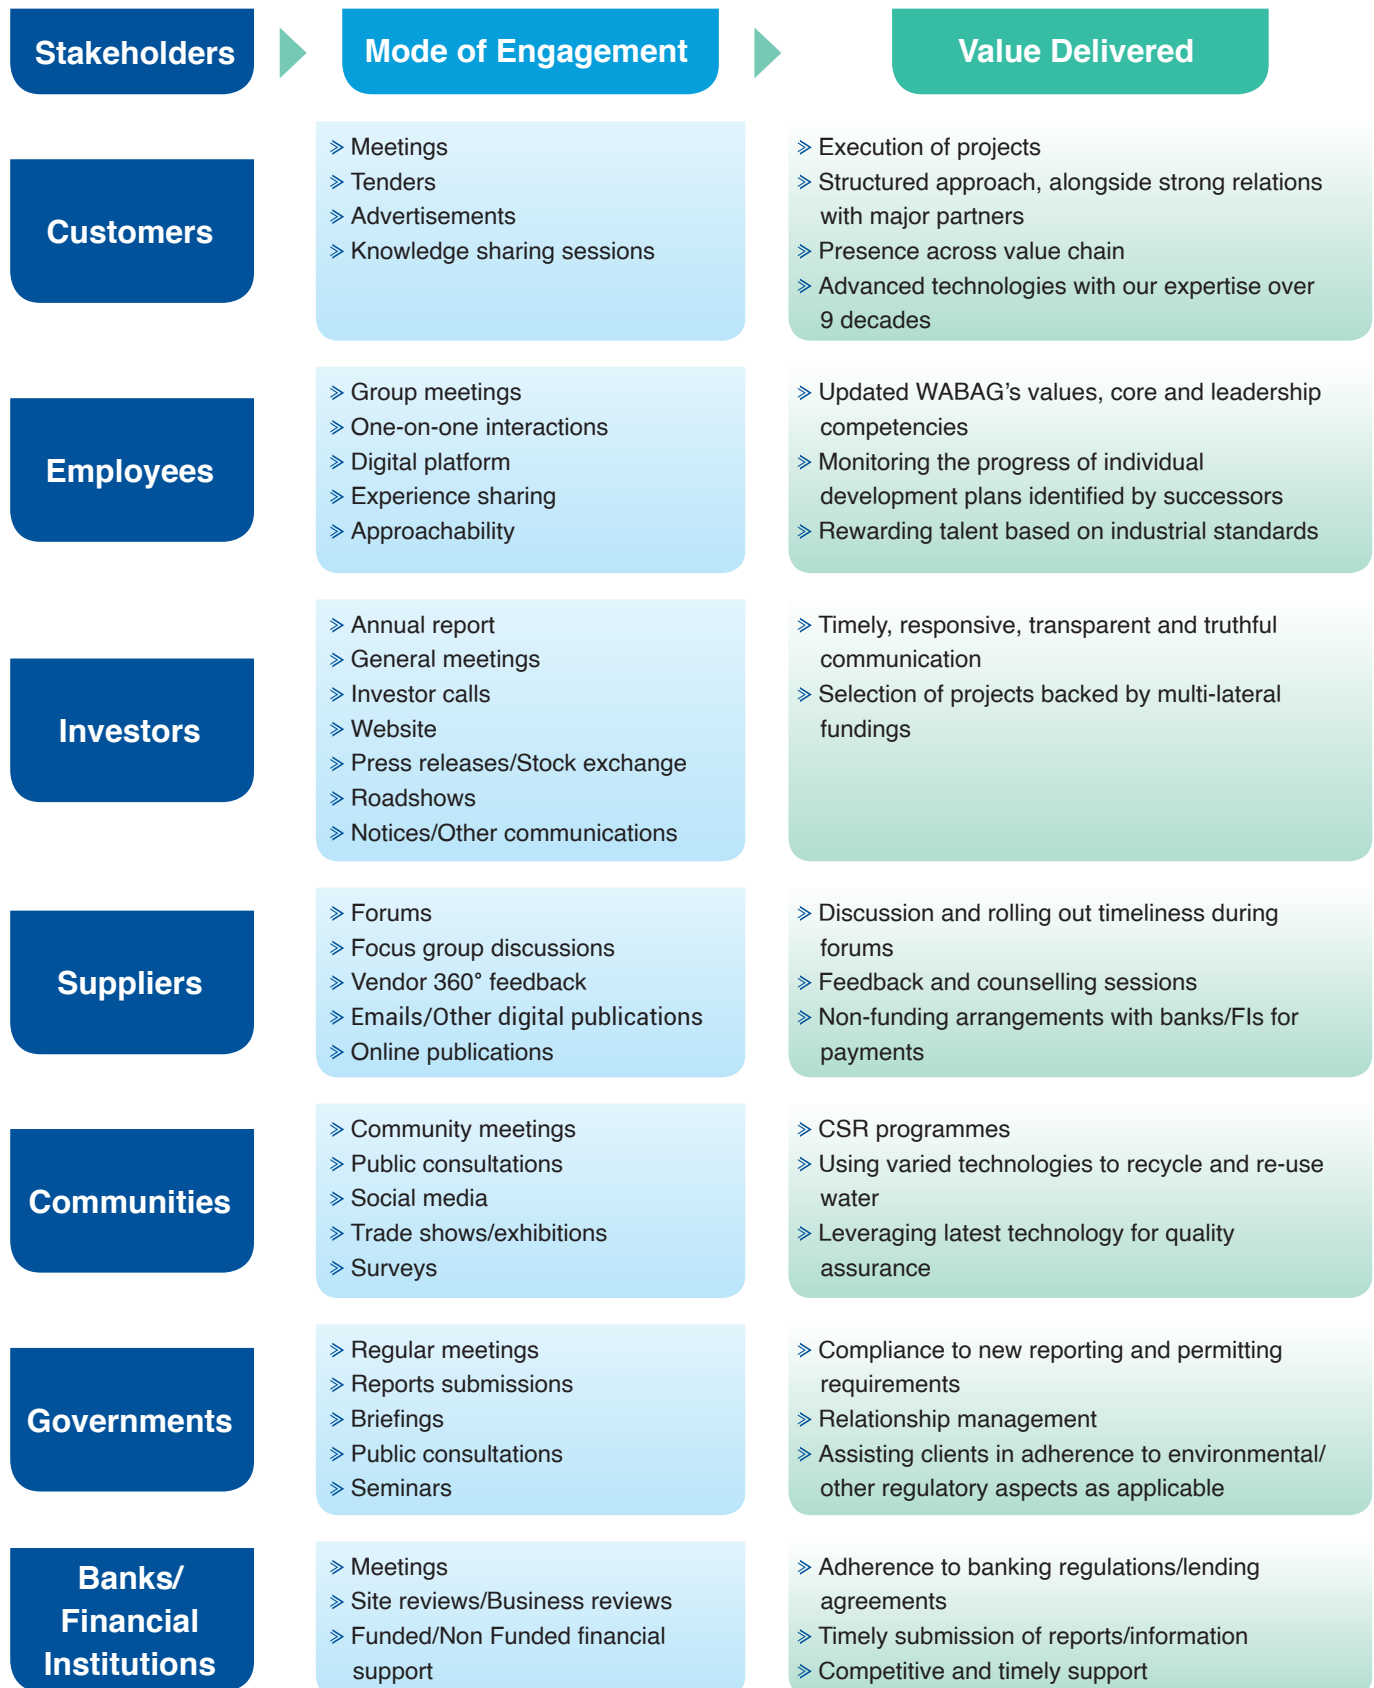 Stakeholders
Mode of Engagement
Value Delivered
Customers
» Meetings
» Tenders
» Advertisements
» Knowledge sharing sessions
» Execution of projects
» Structured approach, alongside strong relations
with major partners
» Presence across value chain
» Advanced technologies with our expertise over
9 decades
Employees
» Group meetings
» One-on-one interactions
» Digital platform
» Experience sharing
» Approachability
» Updated WABAG’s values, core and leadership
competencies
» Monitoring the progress of individual
development plans identified by successors
» Rewarding talent based on industrial standards
Investors
» Annual report
» General meetings
» Investor calls
» Website
» Press releases/Stock exchange
» Roadshows
» Notices/Other communications
» Timely, responsive, transparent and truthful
communication
» Selection of projects backed by multi-lateral
fundings
Suppliers
» Forums
» Focus group discussions
» Vendor 360° feedback
» Emails/Other digital publications
» Online publications
» Discussion and rolling out timeliness during
forums
» Feedback and counselling sessions
» Non-funding arrangements with banks/FIs for
payments
Communities
» Community meetings
» Public consultations
» Social media
» Trade shows/exhibitions
» Surveys
» CSR programmes
» Using varied technologies to recycle and re-use
water
» Leveraging latest technology for quality
assurance
Governments
» Regular meetings
» Reports submissions
» Briefings
» Public consultations
» Seminars
» Compliance to new reporting and permitting
requirements
» Relationship management
» Assisting clients in adherence to environmental/
other regulatory aspects as applicable
Banks/
Financial
Institutions
» Meetings
» Site reviews/Business reviews
» Funded/Non Funded financial
support
» Adherence to banking regulations/lending
agreements
» Timely submission of reports/information
» Competitive and timely support